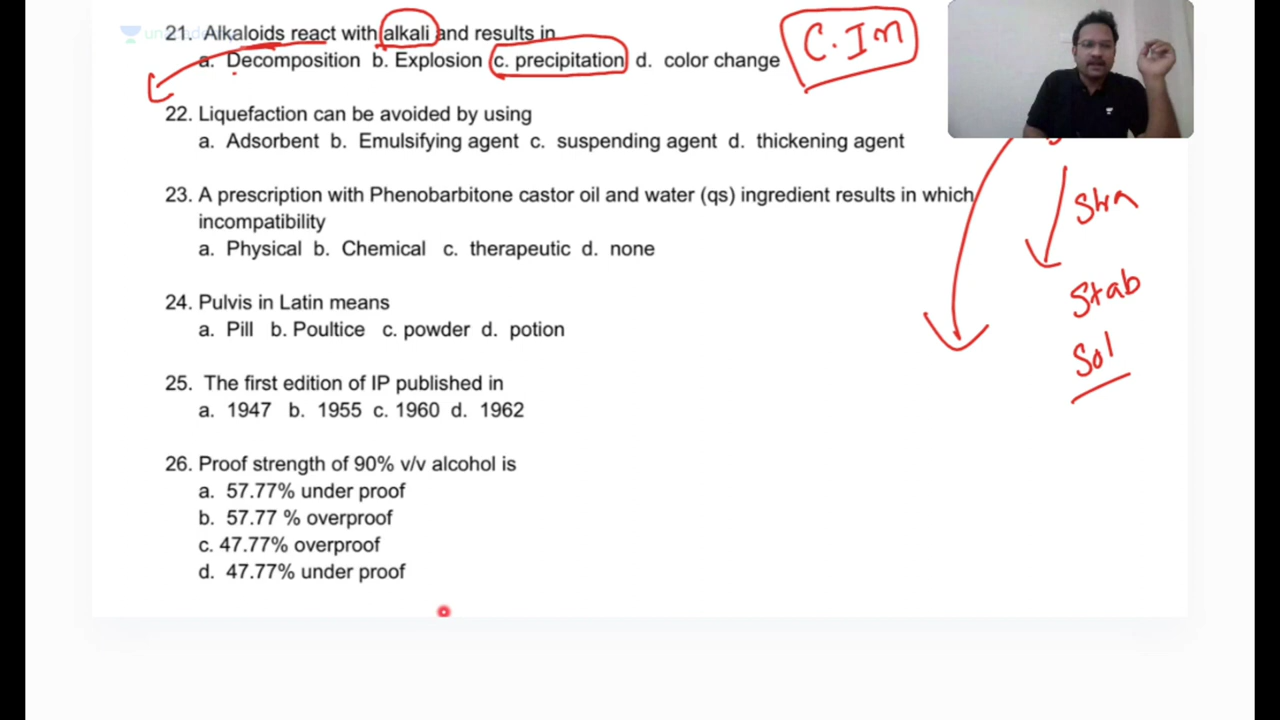 21. Alkaloids react with alkali and results in
a. Decomposition b. Explosion c. precipitation d. color change
C.Im
22. Liquefaction can be avoided by using
a. Adsorbent b. Emulsifying agent c. suspending agent d. thickening agent
23. A prescription with Phenobarbitone castor oil and water (qs) ingredient results in which
incompatibility
a. Physical b. Chemical c. therapeutic d. none
Stab
Sol
24. Pulvis in Latin means
a. Pill b. Poultice c. powder d. potion
25. The first edition of IP published in
a. 1947 b. 1955 c. 1960 d. 1962
26. Proof strength of 90% v/v alcohol is
a. 57.77% under proof
b. 57.77 % overproof
c. 47.77% overproof
d. 47.77% under proof